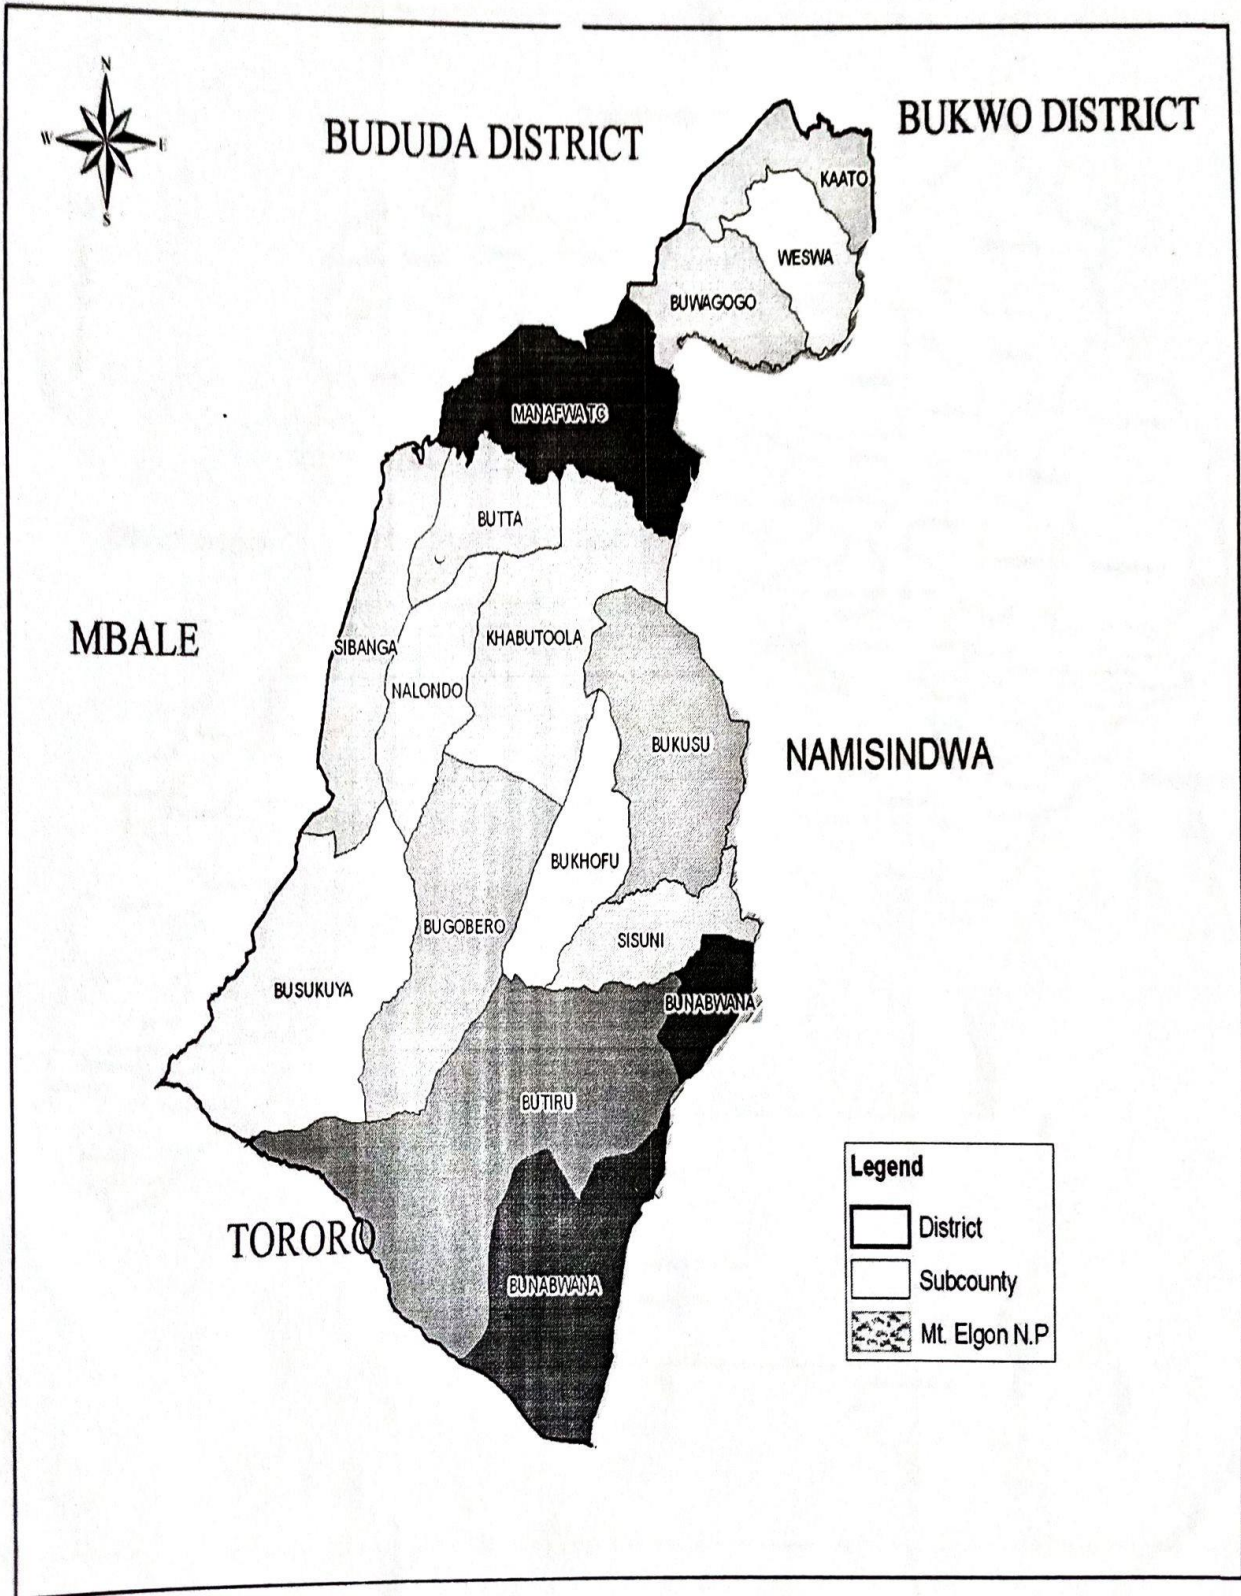 N
W E
S
BUDUDA DISTRICT
BUKWO DISTRICT
KAATO
WESWA
BUWAGOGO
MANAFWA TC
BUTTA
MBALE
SIBANGA
KHABUTOOLA
NALONDO
BUKUSU
NAMISINDWA
BUKHOFU
BUGOBERO
SISUNI
BUSUKUYA
BUNABWANA
BUTIRU
TORORO
BUNABWANA
Legend
District
Subcounty
Mt. Elgon N.P